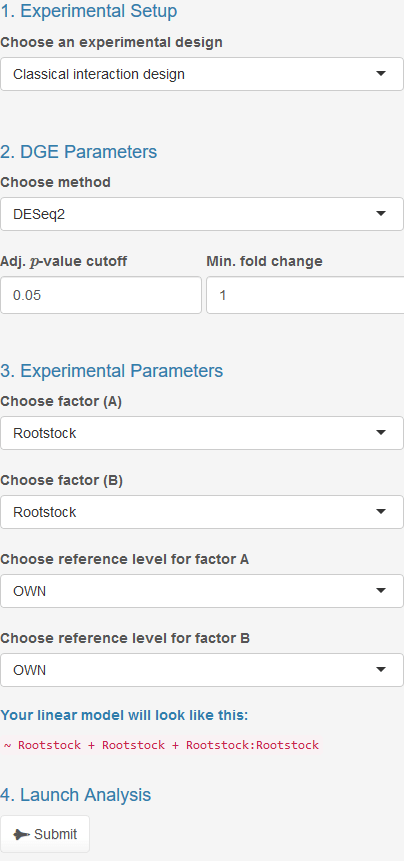 1. Experimental Setup
Choose an experimental design
Classical interaction design
2. DGE Parameters
Choose method
DESeq2
Adj. p-value cutoff Min. fold change
0.05 1
3. Experimental Parameters
Choose factor (A)
Rootstock
Choose factor (B)
Rootstock
Choose reference level for factor A
OWN
Choose reference level for factor B
OWN
Your linear model will look like this:
~ Rootstock + Rootstock + Rootstock:Rootstock
4. Launch Analysis
Submit